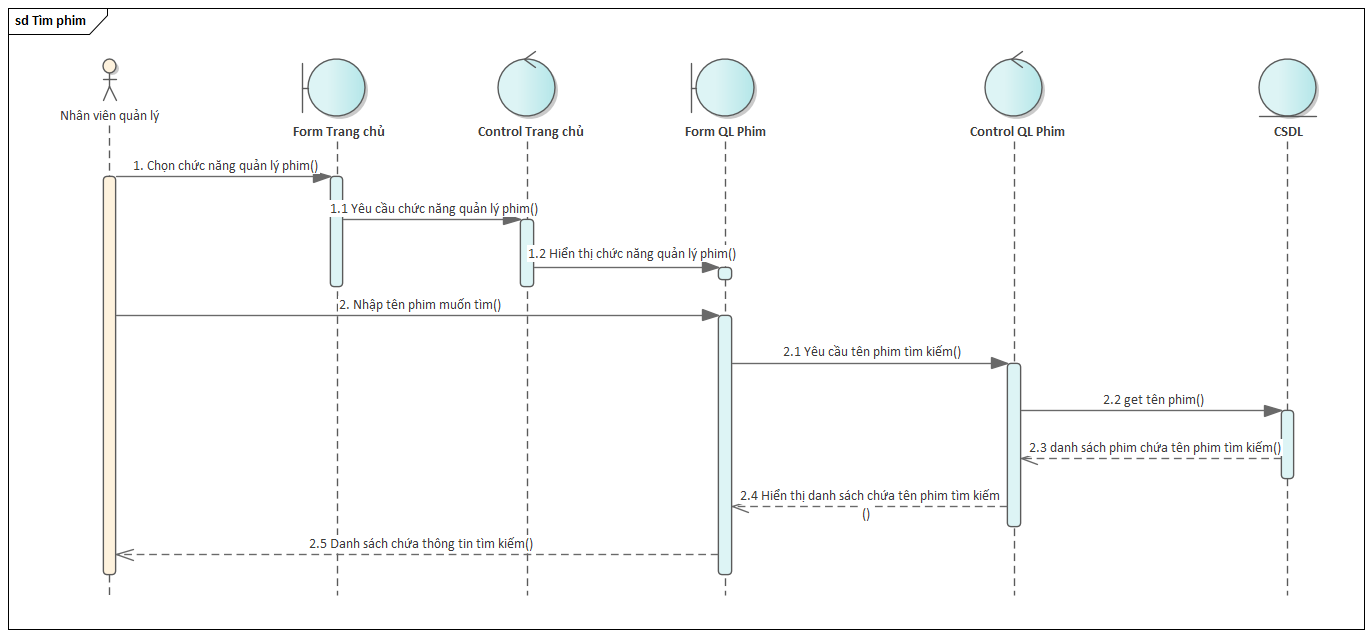 sd Tìm phim
Nhân viên quản lý
Form Trang chủ
Control Trang chủ
Form QL Phim
Control QL Phim
CSDL
1. Chọn chức năng quản lý phim()
1.1 Yêu cầu chức năng quản lý phim()
1.2 Hiển thị chức năng quản lý phim()
2. Nhập tên phim muốn tìm()
2.1 Yêu cầu tên phim tìm kiếm()
2.2 get tên phim()
2.3 danh sách phim chứa tên phim tìm kiếm()
2.4 Hiển thị danh sách chứa tên phim tìm kiếm
()
2.5 Danh sách chứa thông tin tìm kiếm()